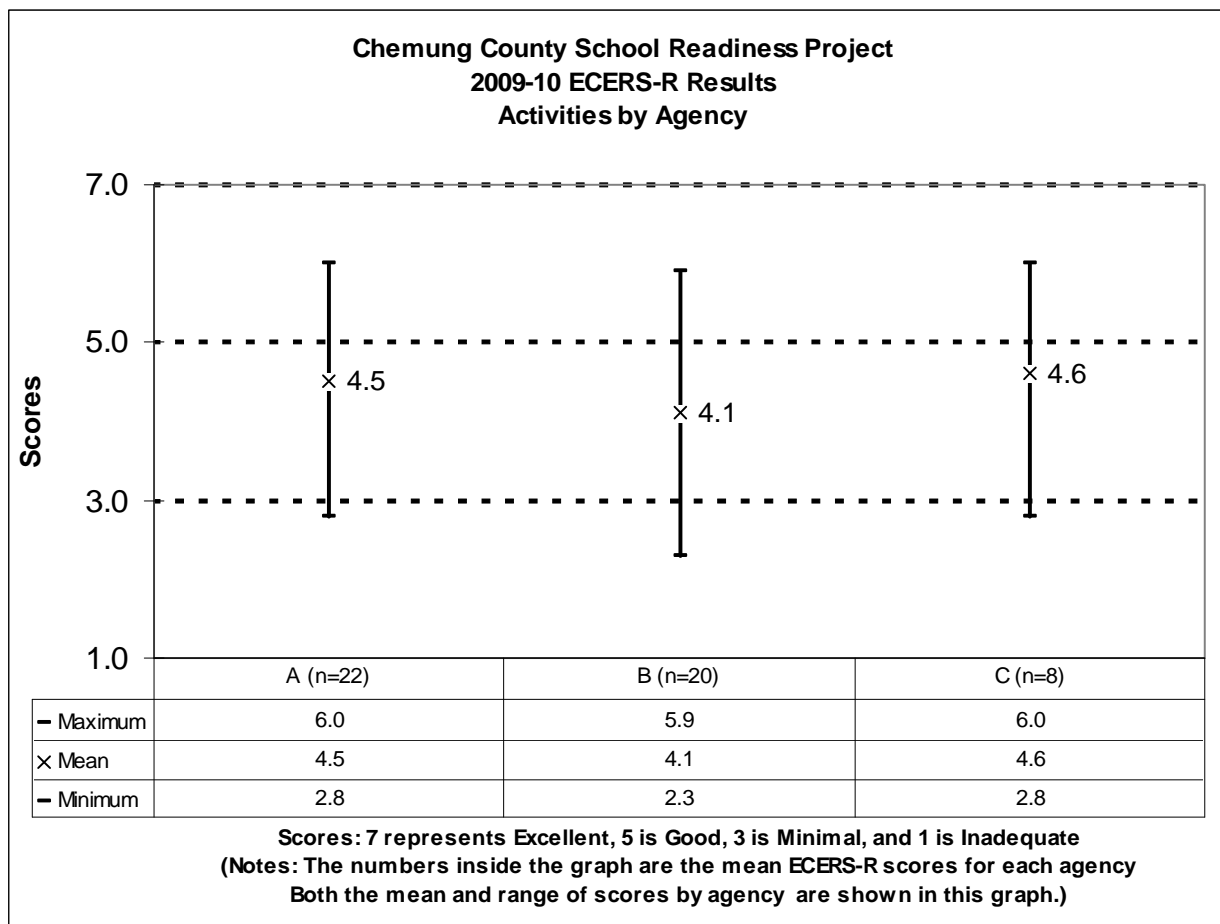 Chemung County School Readiness Project
2009-10 ECERS-R Results
Activities by Agency
7.0
5.0
3.0
1.0
Scores
4.5
4.1
4.6
A (n=22) B (n=20) C (n=8)
Maximum 6.0 5.9 6.0
Mean 4.5 4.1 4.6
Minimum 2.8 2.3 2.8
Scores: 7 represents Excellent, 5 is Good, 3 is Minimal, and 1 is Inadequate
(Notes: The numbers inside the graph are the mean ECERS-R scores for each agency
Both the mean and range of scores by agency are shown in this graph.)